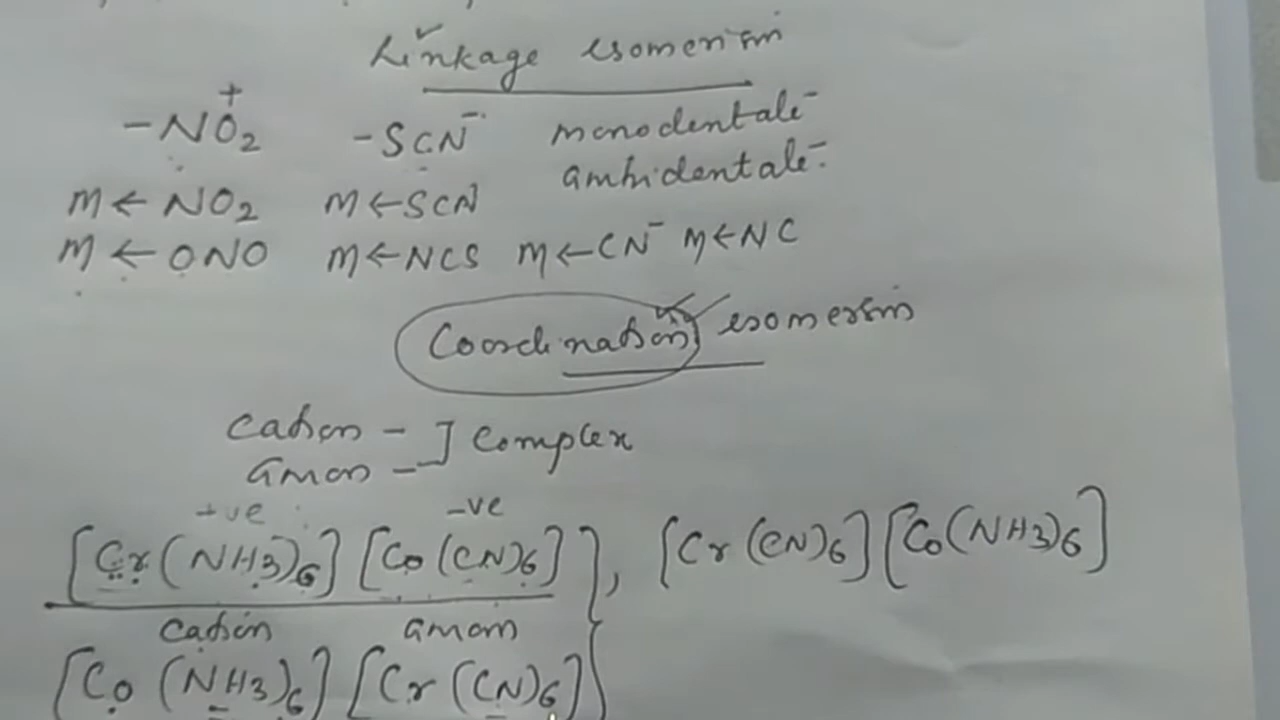 Linkage isomerism
-NO2+ -SCN- monodentate
ambidentate
M ← NO2 M ← SCN
M ← ONO M ← NCS M ← CN- M ← NC
Coordination isomerism
cation - ] complex
anion -
+ve -ve
[Cr(NH3)6] [Co(CN)6] }, [Cr(CN)6] [Co(NH3)6]
cation anion
[Co(NH3)6] [Cr(CN)6]